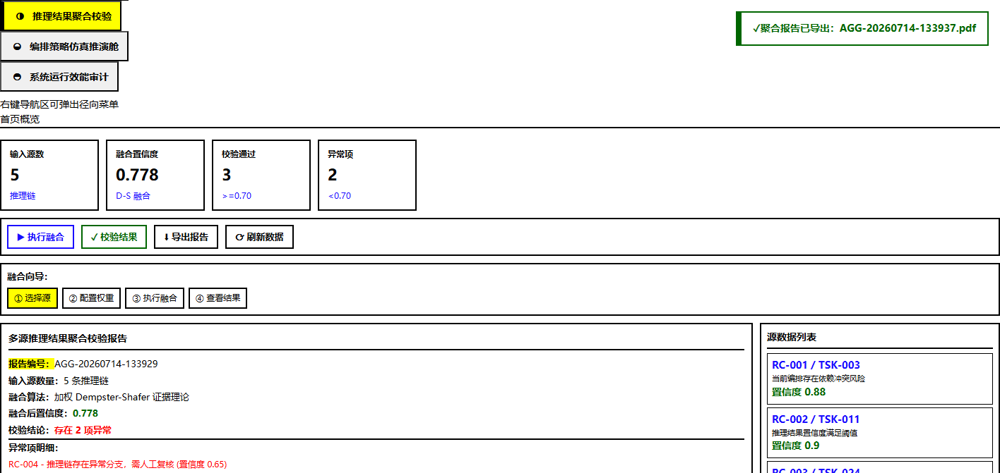 ◑ 推理结果聚合校验
◒ 编排策略仿真推演舱
◓ 系统运行效能审计
✓聚合报告已导出：AGG-20260714-133937.pdf
右键导航区可弹出径向菜单
首页概览
输入源数
5
推理链
融合置信度
0.778
D-S 融合
校验通过
3
>=0.70
异常项
2
<0.70
▶ 执行融合 ✓ 校验结果 ⬇ 导出报告 ⟳ 刷新数据
融合向导：
① 选择源 ② 配置权重 ③ 执行融合 ④ 查看结果
多源推理结果聚合校验报告
报告编号：AGG-20260714-133929
输入源数量：5 条推理链
融合算法：加权 Dempster-Shafer 证据理论
融合后置信度：0.778
校验结论：存在 2 项异常
异常项明细：
RC-004 - 推理链存在异常分支，需人工复核 (置信度 0.65)
源数据列表
RC-001 / TSK-003
当前编排存在依赖冲突风险
置信度 0.88
RC-002 / TSK-011
推理结果置信度满足阈值
置信度 0.9
RC-003 / TSK-024